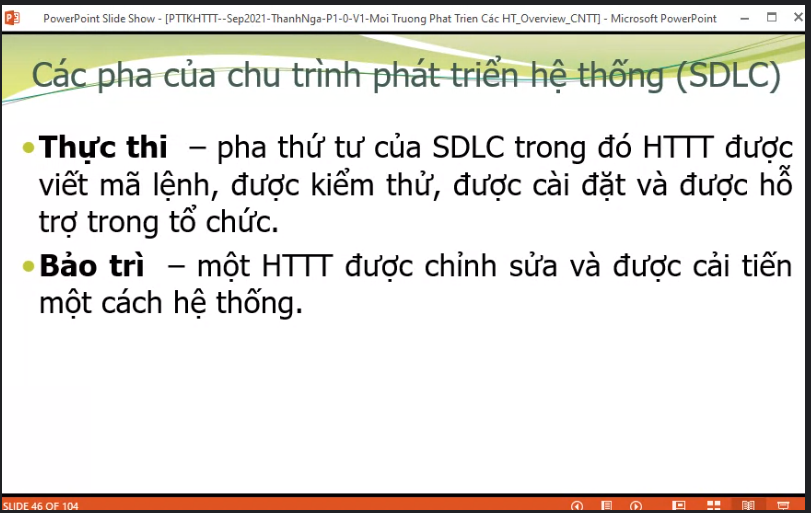 PowerPoint Slide Show - [PTTKHTTT--Sep2021-ThanhNga-P1-0-V1-Moi Truong Phat Trien Các HT_Overview_CNTT] - Microsoft PowerPoint
Các pha của chu trình phát triển hệ thống (SDLC)
Thực thi – pha thứ tư của SDLC trong đó HTTT được
viết mã lệnh, được kiểm thử, được cài đặt và được hỗ
trợ trong tổ chức.
Bảo trì – một HTTT được chỉnh sửa và được cải tiến
một cách hệ thống.
SLIDE 46 OF 104